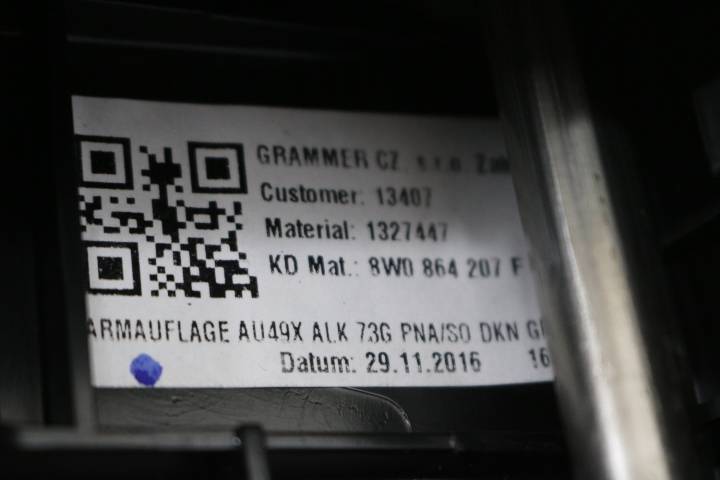 GRAMMER CZ, s.r.o.
Customer: 13407
Material: 1327447
KD Mat.: 8W0 864 207 F
ARMAUFLAGE AU49X ALK 73G PNA/SO DKN
Datum: 29.11.2016 16